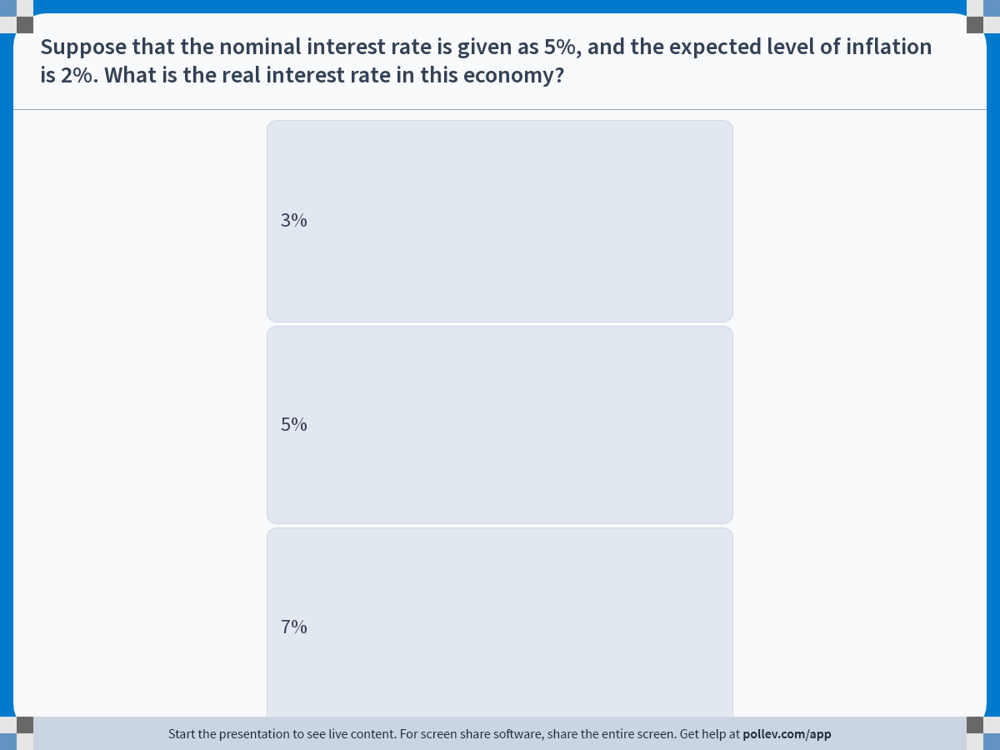 Suppose that the nominal interest rate is given as 5%, and the expected level of inflation
is 2%. What is the real interest rate in this economy?
3%
5%
7%
Start the presentation to see live content. For screen share software, share the entire screen. Get help at pollev.com/app